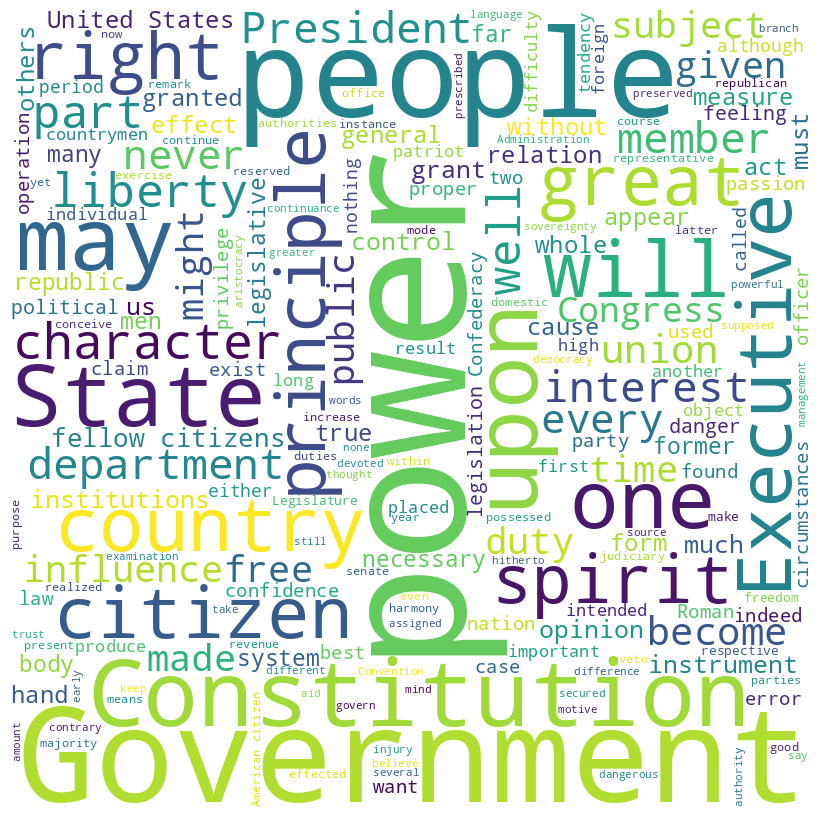 United States
President
language
branch
now
far
subject
people
right
others
period
remark
office
prescribed
difficulty
tendency
foreign
although
republican
preserved
given
measure
feeling
part
granted
effect
countrymen
operation
many
never
authorities
instance
continue
general
patriot
without
Administration
course
member
must
relation
representative
act
passion
yet
exercise
reserved
grant
nothing
proper
two
great
liberty
legislative
continuance
principle
individual
privilege
aristocracy
greater
mode
sovereignty
appear
latter
called
may
might
control
well
whole
will
powerful
republic
political
us
men
public
power
Confederacy
domestic
Congress
officer
conceive
character
result
cause
used
supposed
high
union
democracy
another
claim
exist
long
words
State
increase
true
legislation
upon
interest
object
management
Executive
fellow citizens
duties
none
devoted
within
every
danger
party
former
department
either
Legislature
thought
first
time
found
circumstances
institutions
placed
year
possessed
one
make
purpose
country
still
necessary
duty
form
source
much
examination
judiciary
influence
free
senate
hitherto
spirit
realized
confidence
even
law
citizen
take
harmony
assigned
intended
Roman
indeed
freedom
trust
present
produce
revenue
nation
opinion
become
respective
body
made
system
best
important
difference
veto
case
instrument
parties
hand
early
means
keep
different
aid
Convention
mind
secured
error
Constitution
American citizen
govern
motive
amount
contrary
majority
injury
believe
several
effected
want
dangerous
authority
good
say
Government